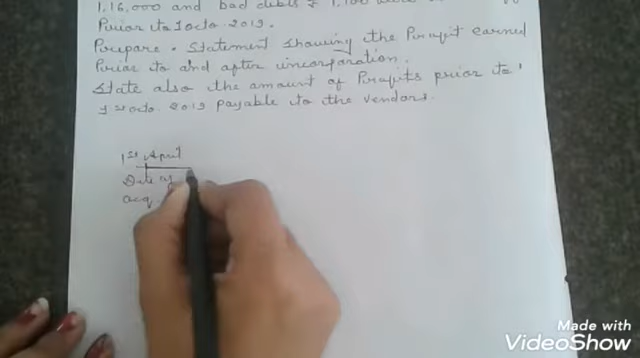 1,16,000 and bad debts ₹ 1,100 were
Prior to 1 octo. 2019.
Prepare. Statement showing the Profit earned
Prior to and after incorporation.
State also the amount of Profits prior to
1st octo. 2019 payable to the vendors.
1st April
Date of
acq
Made with
VideoShow